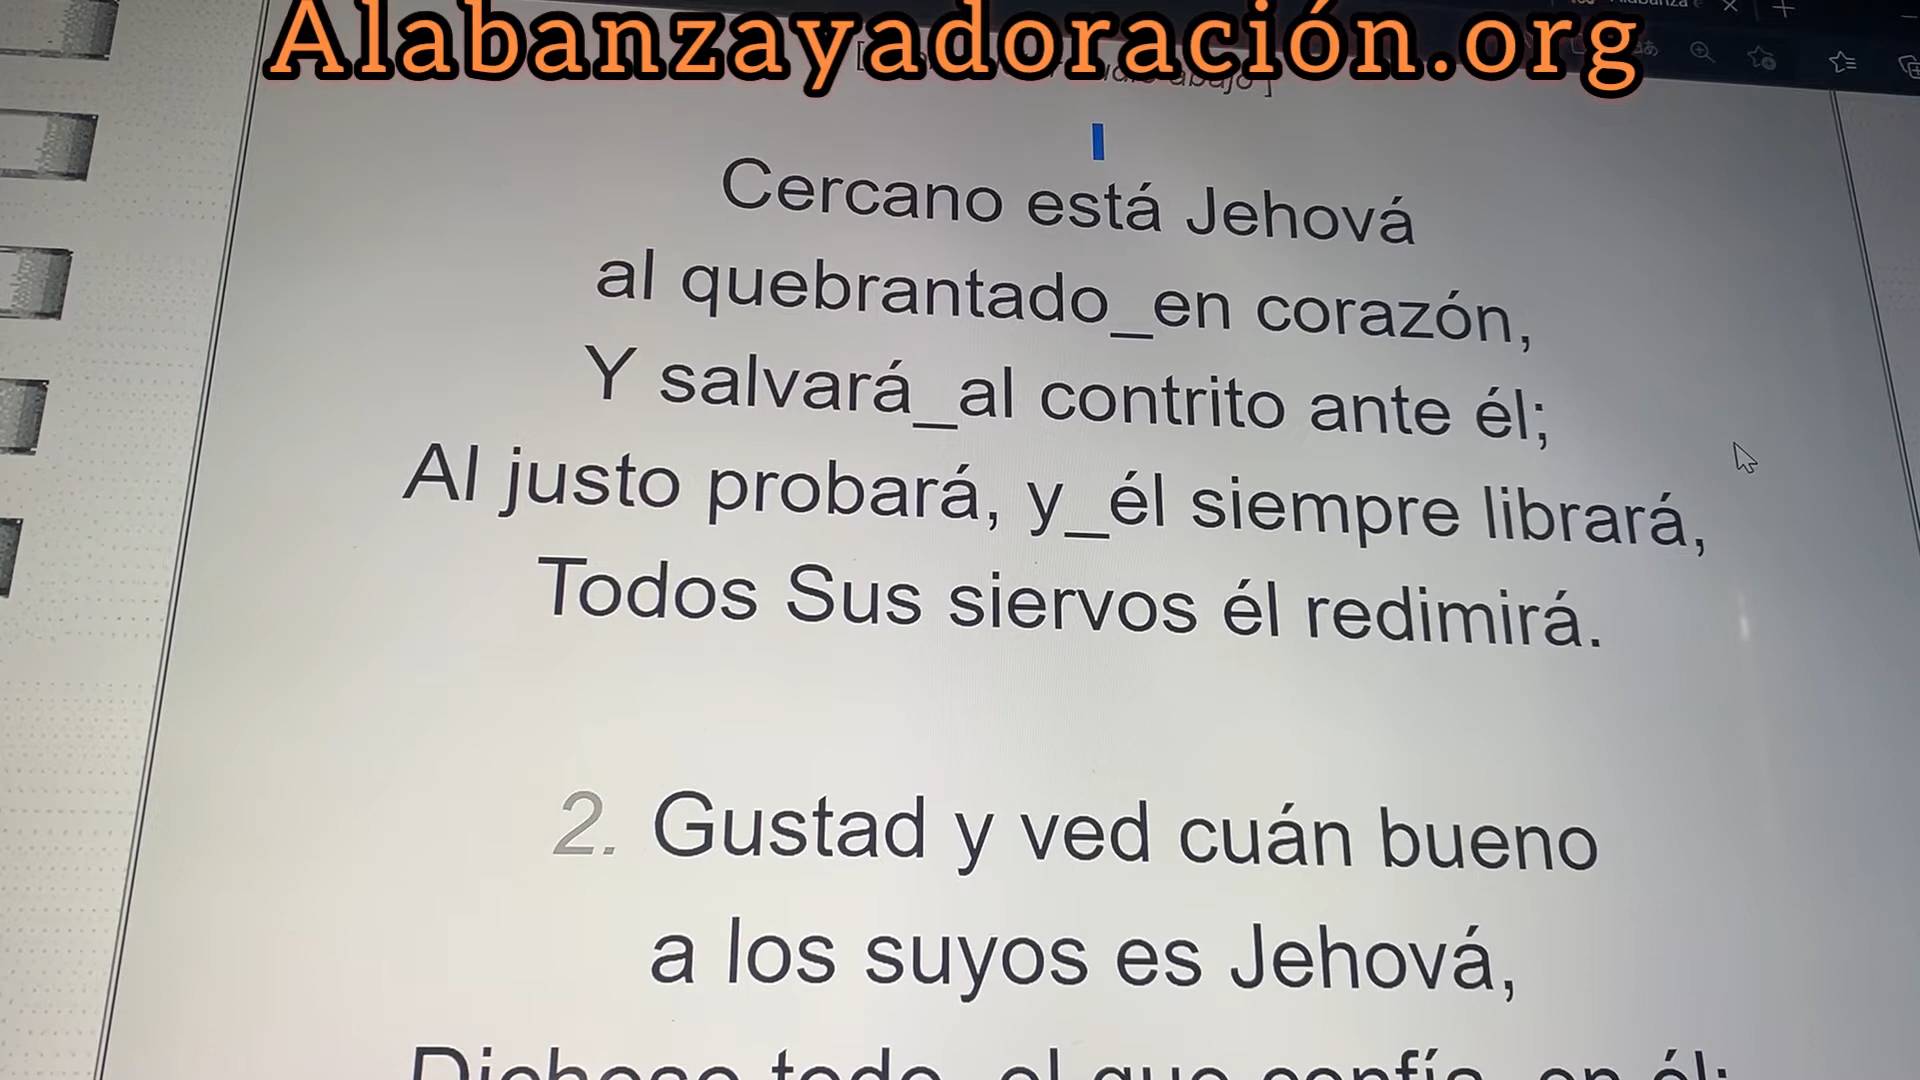 Alabanzayadoración.org
abajo ]
Cercano está Jehová
al quebrantado_en corazón,
Y salvará_al contrito ante él;
Al justo probará, y_él siempre librará,
Todos Sus siervos él redimirá.
2. Gustad y ved cuán bueno
a los suyos es Jehová,